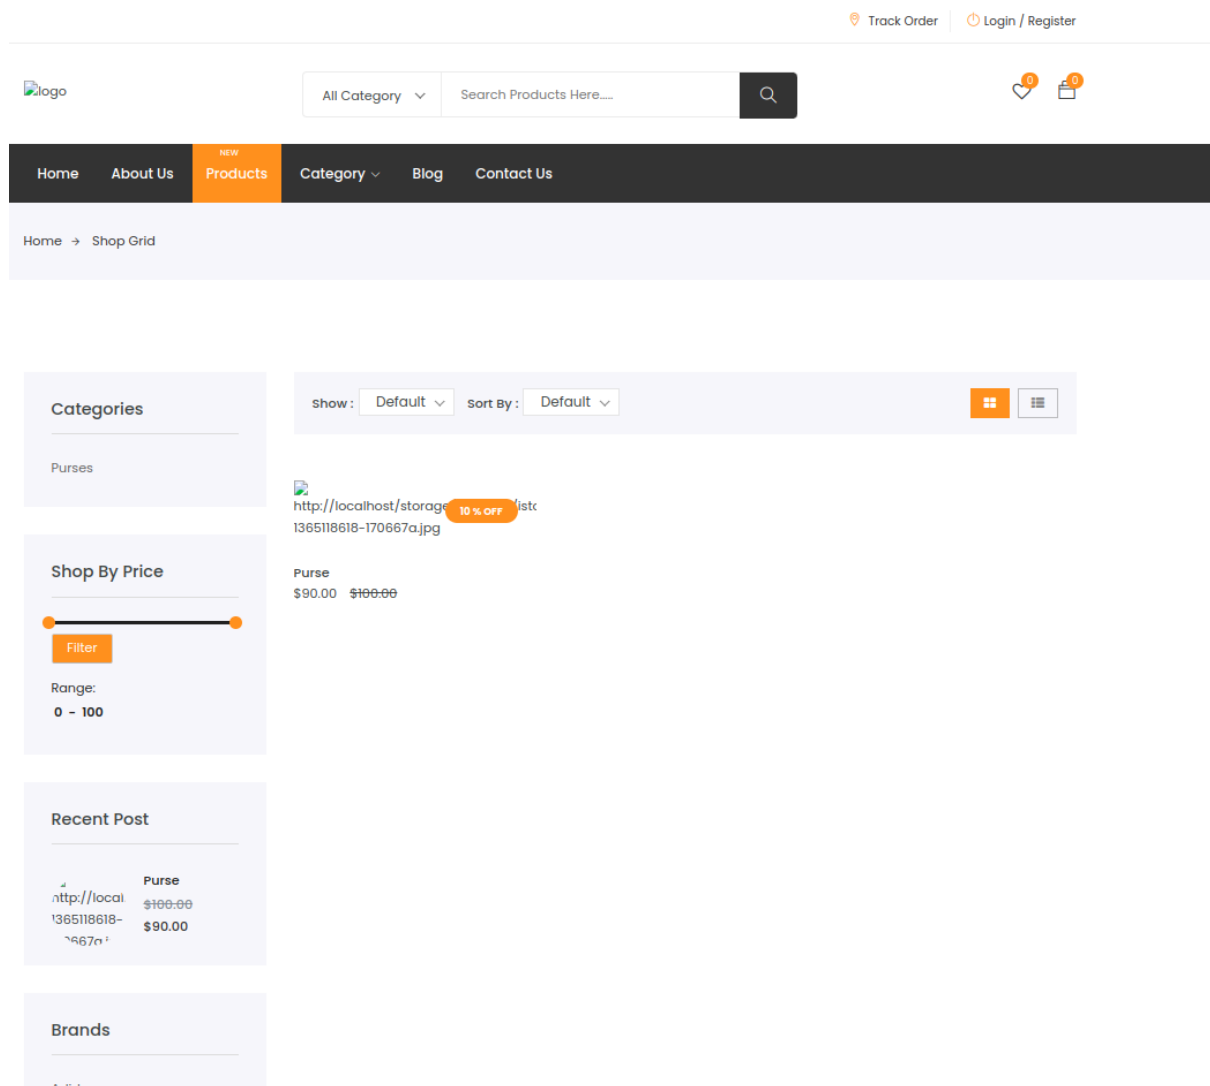 Track Order
Login / Register
logo
All Category
Search Products Here.....
0
0
NEW
Home
About Us
Products
Category
Blog
Contact Us
Home → Shop Grid
Categories
Purses
Show :
Default
Sort By :
Default
http://localhost/storage
10 % OFF
1365118618-170667a.jpg
Purse
$90.00 $100.00
Shop By Price
Filter
Range:
0 - 100
Recent Post
Purse
$100.00
$90.00
1365118618-
Brands